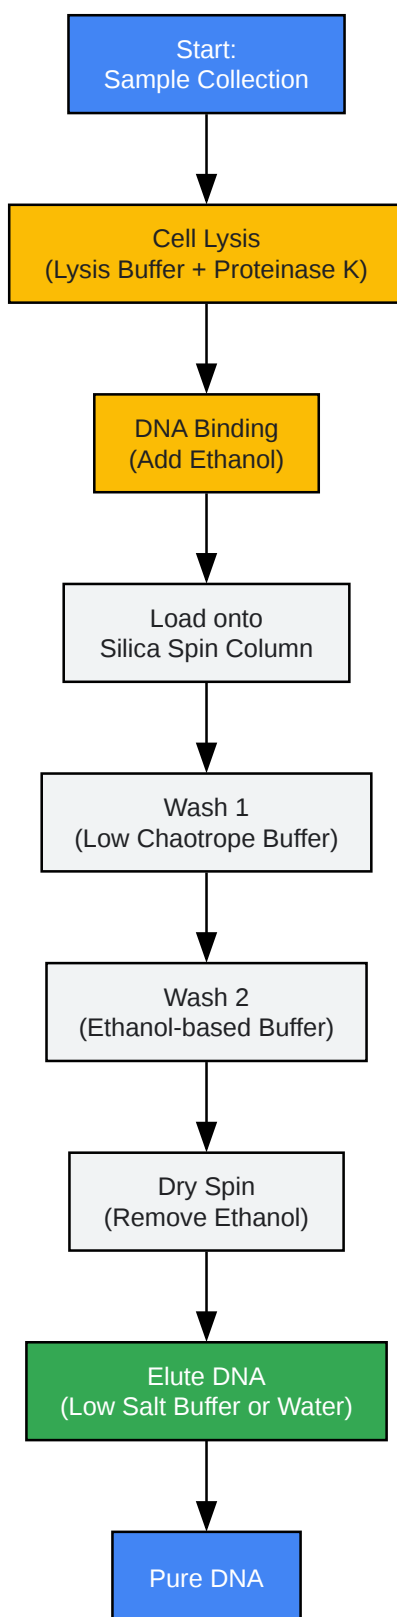 Start:
Sample Collection
Cell Lysis
(Lysis Buffer + Proteinase K)
DNA Binding
(Add Ethanol)
Load onto
Silica Spin Column
Wash 1
(Low Chaotrope Buffer)
Wash 2
(Ethanol-based Buffer)
Dry Spin
(Remove Ethanol)
Elute DNA
(Low Salt Buffer or Water)
Pure DNA